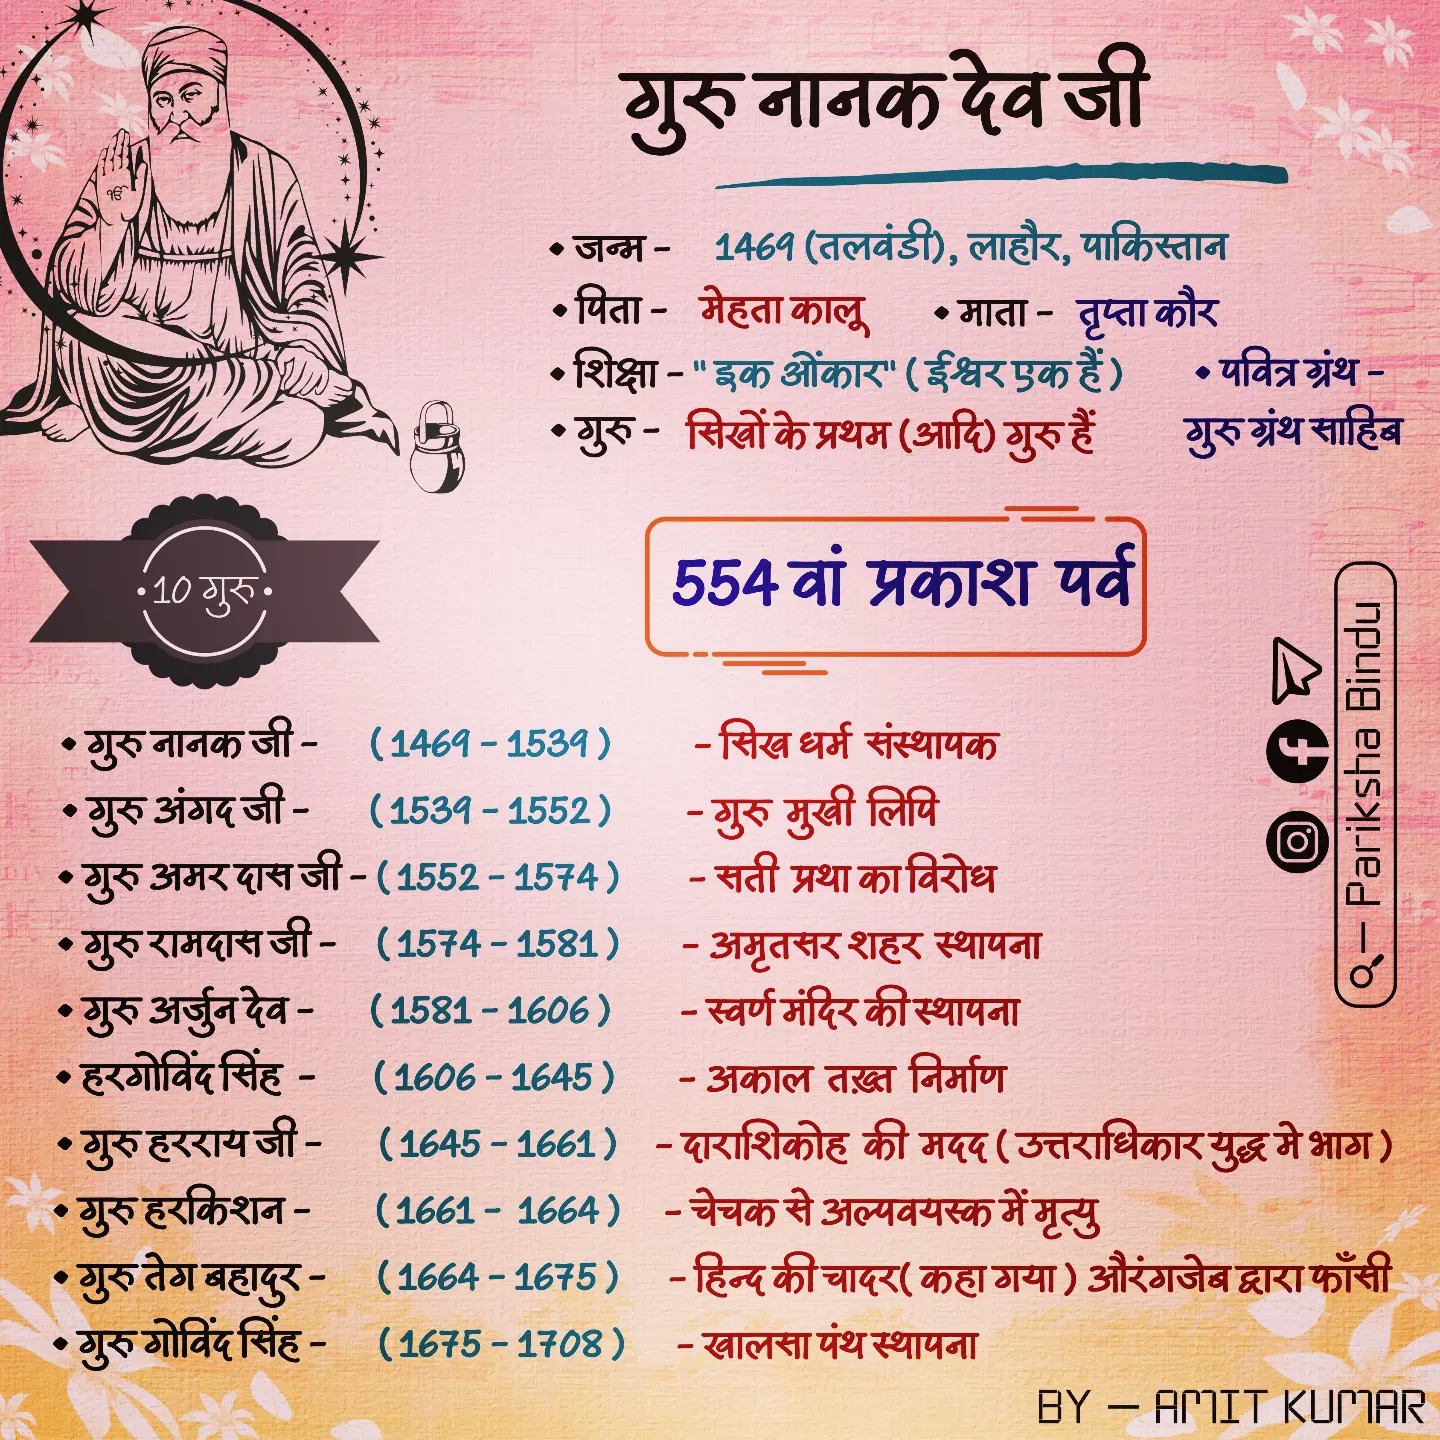 गुरु नानक देव जी
• जन्म - 1469 (तलवंडी), लाहौर, पाकिस्तान
• पिता - मेहता कालू • माता - तृप्ता कौर
• शिक्षा - " इक ओंकार" ( ईश्वर एक हैं )
• गुरु - सिखों के प्रथम (आदि) गुरु हैं
• पवित्र ग्रंथ -
गुरु ग्रंथ साहिब
ੴ
• 10 गुरु •
554 वां प्रकाश पर्व
• गुरु नानक जी - ( 1469 - 1539 ) - सिख धर्म संस्थापक
• गुरु अंगद जी - ( 1539 - 1552 ) - गुरु मुखी लिपि
• गुरु अमर दास जी - ( 1552 - 1574 ) - सती प्रथा का विरोध
• गुरु रामदास जी - ( 1574 - 1581 ) - अमृतसर शहर स्थापना
• गुरु अर्जुन देव - ( 1581 - 1606 ) - स्वर्ण मंदिर की स्थापना
• हरगोविंद सिंह - ( 1606 - 1645 ) - अकाल तख़्त निर्माण
• गुरु हरराय जी - ( 1645 - 1661 ) - दाराशिकोह की मदद ( उत्तराधिकार युद्ध मे भाग )
• गुरु हरकिशन - ( 1661 - 1664 ) - चेचक से अल्पवयस्क में मृत्यु
• गुरु तेग बहादुर - ( 1664 - 1675 ) - हिन्द की चादर( कहा गया ) औरंगजेब द्वारा फाँसी
• गुरु गोविंद सिंह - ( 1675 - 1708 ) - खालसा पंथ स्थापना
Pariksha Bindu
BY - AMIT KUMAR